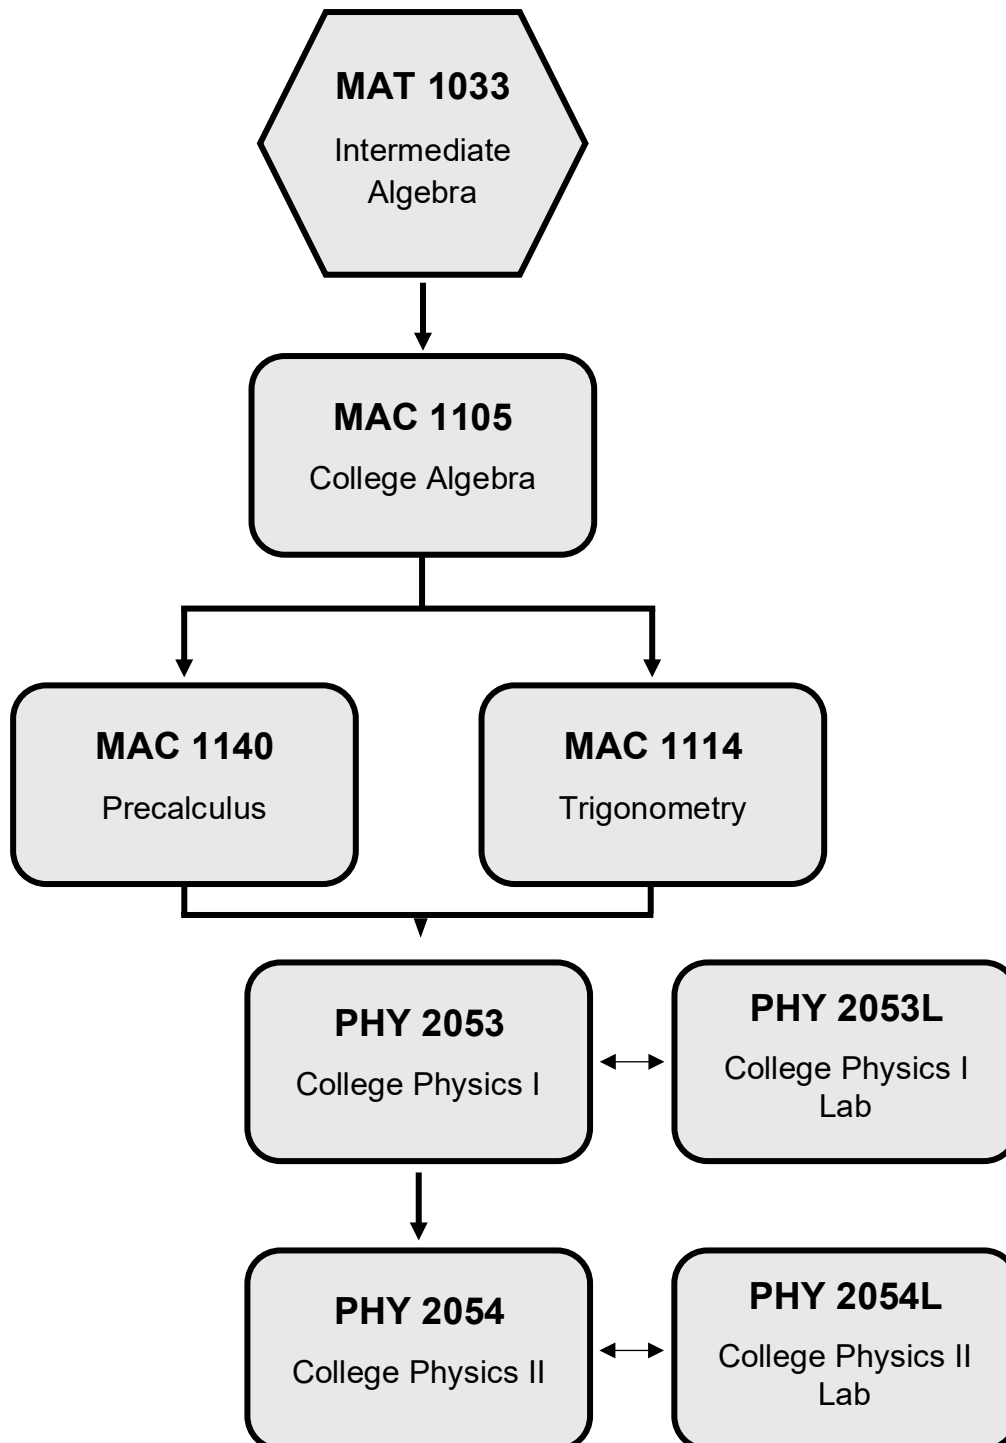 MAT 1033
Intermediate
Algebra
MAC 1105
College Algebra
MAC 1140
Precalculus
MAC 1114
Trigonometry
PHY 2053
College Physics I
PHY 2053L
College Physics I
Lab
PHY 2054
College Physics II
PHY 2054L
College Physics II
Lab